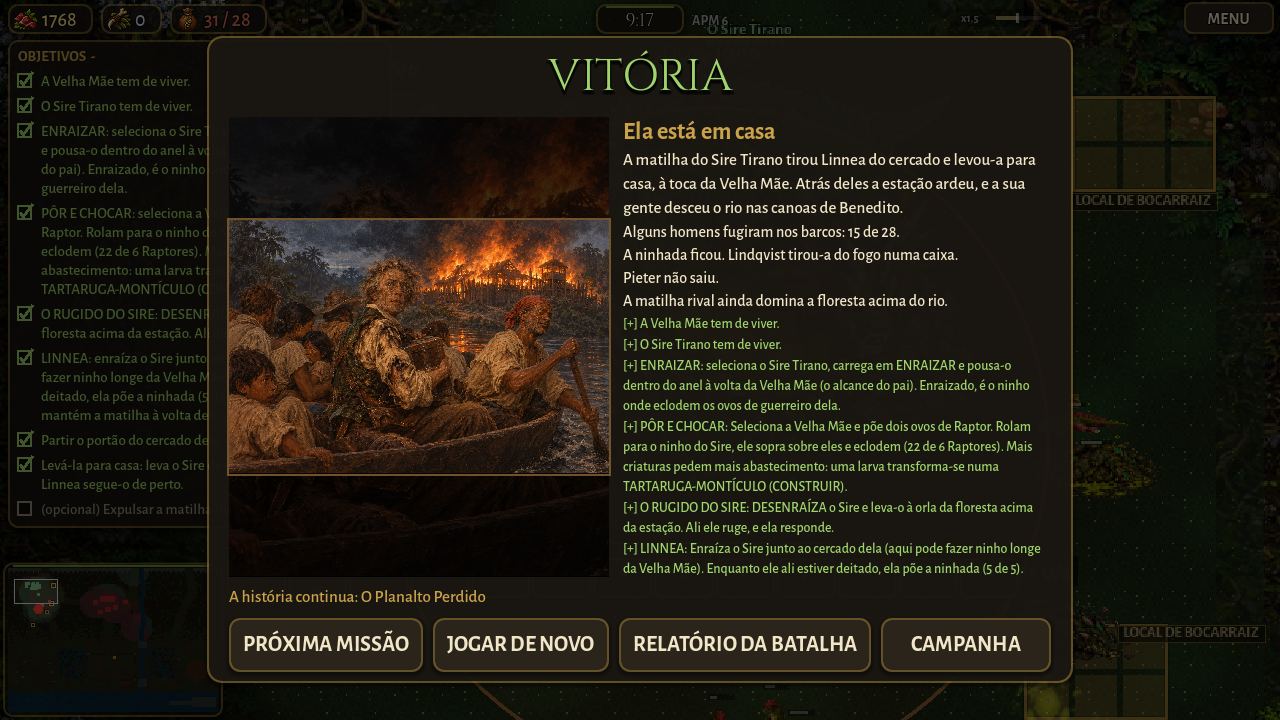 1768
0
31 / 28
9:17
APM 6
O Sire Tirano
x1.5
MENU
OBJETIVOS -
A Velha Mãe tem de viver.
O Sire Tirano tem de viver.
ENRAIZAR: seleciona o Sire T
e pousa-o dentro do anel à vo
do pai). Enraizado, é o ninho
guerreiro dela.
PÔR E CHOCAR: seleciona a V
Raptor. Rolam para o ninho d
eclodem (22 de 6 Raptores).
abastecimento: uma larva tra
TARTARUGA-MONTÍCULO (C
O RUGIDO DO SIRE: DESENR
floresta acima da estação. Al
LINNEA: enraíza o Sire junto
fazer ninho longe da Velha M
deitado, ela põe a ninhada (5
mantém a matilha à volta de
Partir o portão do cercado de
Levá-la para casa: leva o Sire
Linnea segue-o de perto.
(opcional) Expulsar a matilha
VITÓRIA
Ela está em casa
A matilha do Sire Tirano tirou Linnea do cercado e levou-a para
casa, à toca da Velha Mãe. Atrás deles a estação ardeu, e a sua
gente desceu o rio nas canoas de Benedito.
Alguns homens fugiram nos barcos: 15 de 28.
A ninhada ficou. Lindqvist tirou-a do fogo numa caixa.
Pieter não saiu.
A matilha rival ainda domina a floresta acima do rio.
[+] A Velha Mãe tem de viver.
[+] O Sire Tirano tem de viver.
[+] ENRAIZAR: seleciona o Sire Tirano, carrega em ENRAIZAR e pousa-o
dentro do anel à volta da Velha Mãe (o alcance do pai). Enraizado, é o ninho
onde eclodem os ovos de guerreiro dela.
[+] PÔR E CHOCAR: Seleciona a Velha Mãe e põe dois ovos de Raptor. Rolam
para o ninho do Sire, ele sopra sobre eles e eclodem (22 de 6 Raptores). Mais
criaturas pedem mais abastecimento: uma larva transforma-se numa
TARTARUGA-MONTÍCULO (CONSTRUIR).
[+] O RUGIDO DO SIRE: DESENRAÍZA o Sire e leva-o à orla da floresta acima
da estação. Ali ele ruge, e ela responde.
[+] LINNEA: Enraíza o Sire junto ao cercado dela (aqui pode fazer ninho longe
da Velha Mãe). Enquanto ele ali estiver deitado, ela põe a ninhada (5 de 5).
LOCAL DE BOCARRAIZ
LOCAL DE BOCARRAIZ
A história continua: O Planalto Perdido
PRÓXIMA MISSÃO
JOGAR DE NOVO
RELATÓRIO DA BATALHA
CAMPANHA